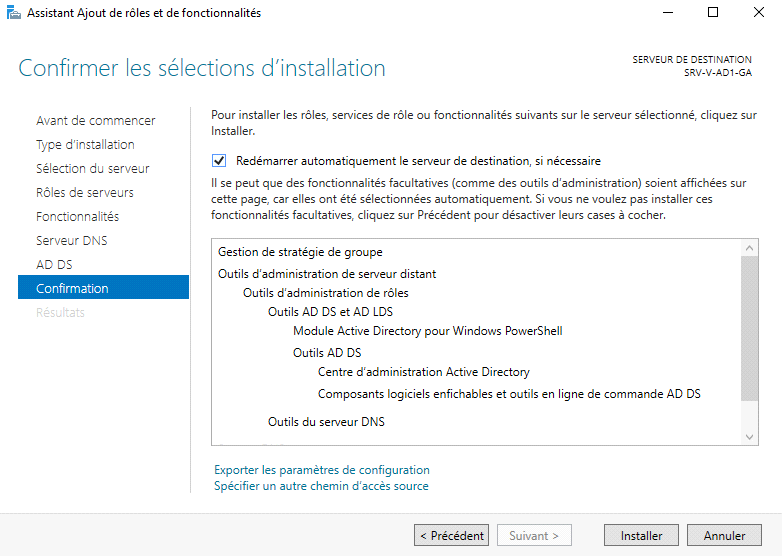 Assistant Ajout de rôles et de fonctionnalités
Confirmer les sélections d’installation
SERVEUR DE DESTINATION
SRV-V-AD1-GA
Avant de commencer
Type d’installation
Sélection du serveur
Rôles de serveurs
Fonctionnalités
Serveur DNS
AD DS
Confirmation
Résultats
Pour installer les rôles, services de rôle ou fonctionnalités suivants sur le serveur sélectionné, cliquez sur
Installer.
Redémarrer automatiquement le serveur de destination, si nécessaire
Il se peut que des fonctionnalités facultatives (comme des outils d’administration) soient affichées sur
cette page, car elles ont été sélectionnées automatiquement. Si vous ne voulez pas installer ces
fonctionnalités facultatives, cliquez sur Précédent pour désactiver leurs cases à cocher.
Gestion de stratégie de groupe
Outils d’administration de serveur distant
Outils d’administration de rôles
Outils AD DS et AD LDS
Module Active Directory pour Windows PowerShell
Outils AD DS
Centre d’administration Active Directory
Composants logiciels enfichables et outils en ligne de commande AD DS
Outils du serveur DNS
Exporter les paramètres de configuration
Spécifier un autre chemin d’accès source
< Précédent
Suivant >
Installer
Annuler